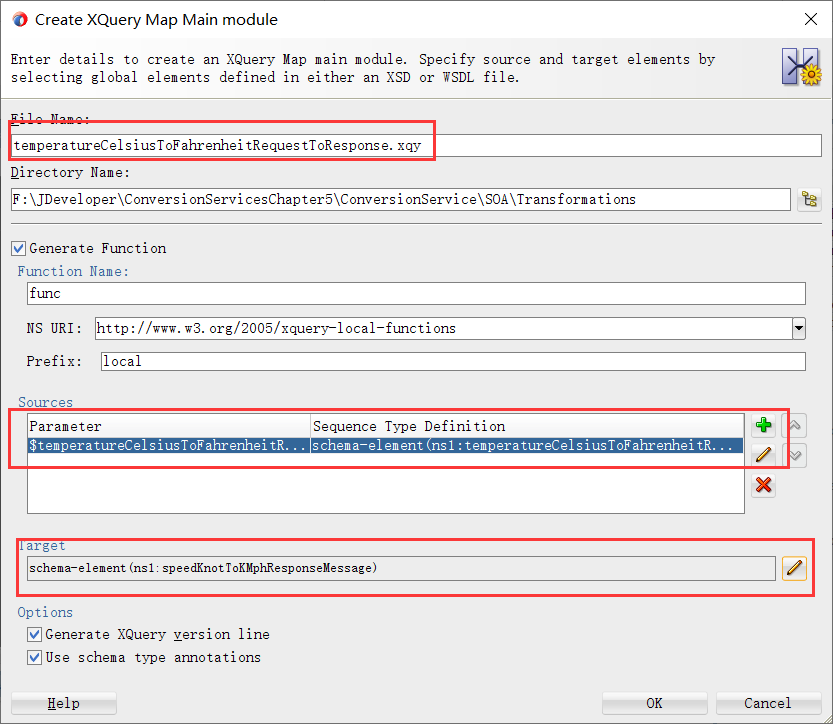 Create XQuery Map Main module
Enter details to create an XQuery Map main module. Specify source and target elements by
selecting global elements defined in either an XSD or WSDL file.
File Name:
temperatureCelsiusToFahrenheitRequestToResponse.xqy
Directory Name:
F:\JDeveloper\ConversionServicesChapter5\ConversionService\SOA\Transformations
Generate Function
Function Name:
func
NS URI: http://www.w3.org/2005/xquery-local-functions
Prefix: local
Sources
Parameter Sequence Type Definition
$temperatureCelsiusToFahrenheitR... schema-element(ns1:temperatureCelsiusToFahrenheitR...
Target
schema-element(ns1:speedKnotToKMphResponseMessage)
Options
Generate XQuery version line
Use schema type annotations
Help OK Cancel